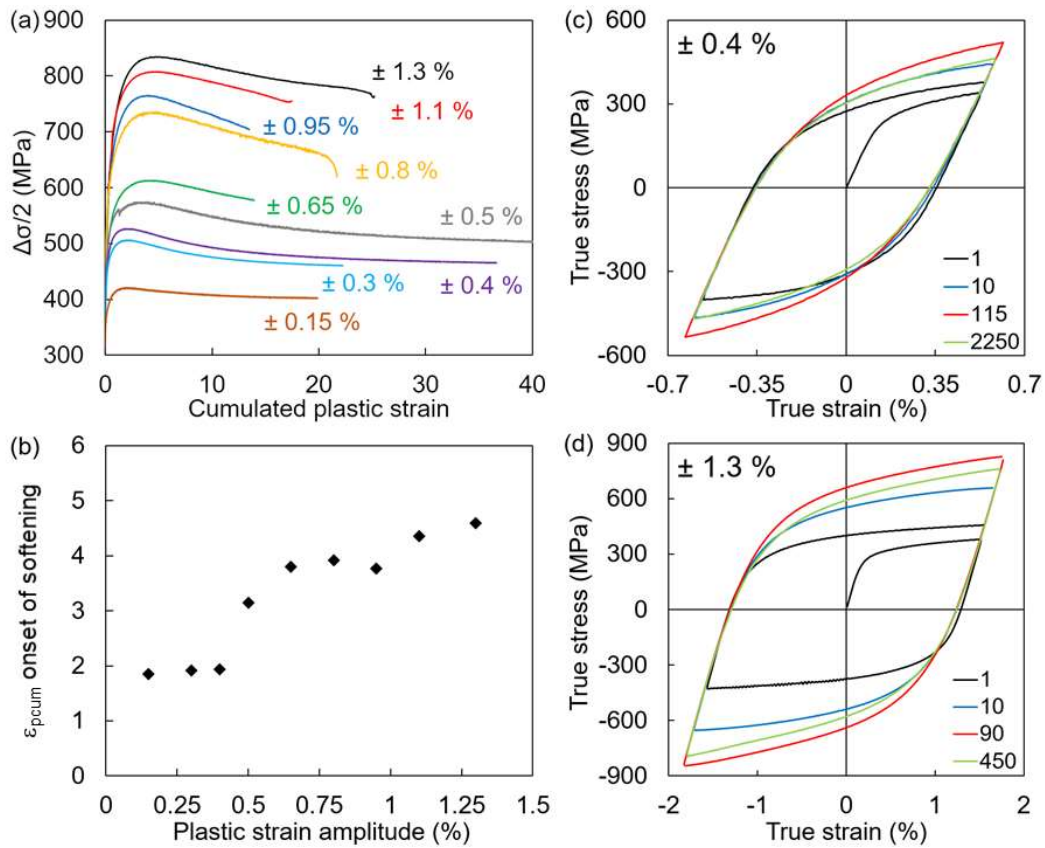 (a)
900
800
700
600
500
400
300
Δσ/2 (MPa)
0
10
20
30
40
Cumulated plastic strain
± 1.3 %
± 1.1 %
± 0.95 %
± 0.8 %
± 0.65 %
± 0.5 %
± 0.4 %
± 0.3 %
± 0.15 %
(c)
± 0.4 %
600
300
0
-300
-600
True stress (MPa)
-0.7
-0.35
0
0.35
0.7
True strain (%)
1
10
115
2250
(b)
6
5
4
3
2
1
0
εpcum onset of softening
0
0.25
0.5
0.75
1
1.25
1.5
Plastic strain amplitude (%)
(d)
± 1.3 %
900
600
300
0
-300
-600
-900
True stress (MPa)
-2
-1
0
1
2
True strain (%)
1
10
90
450